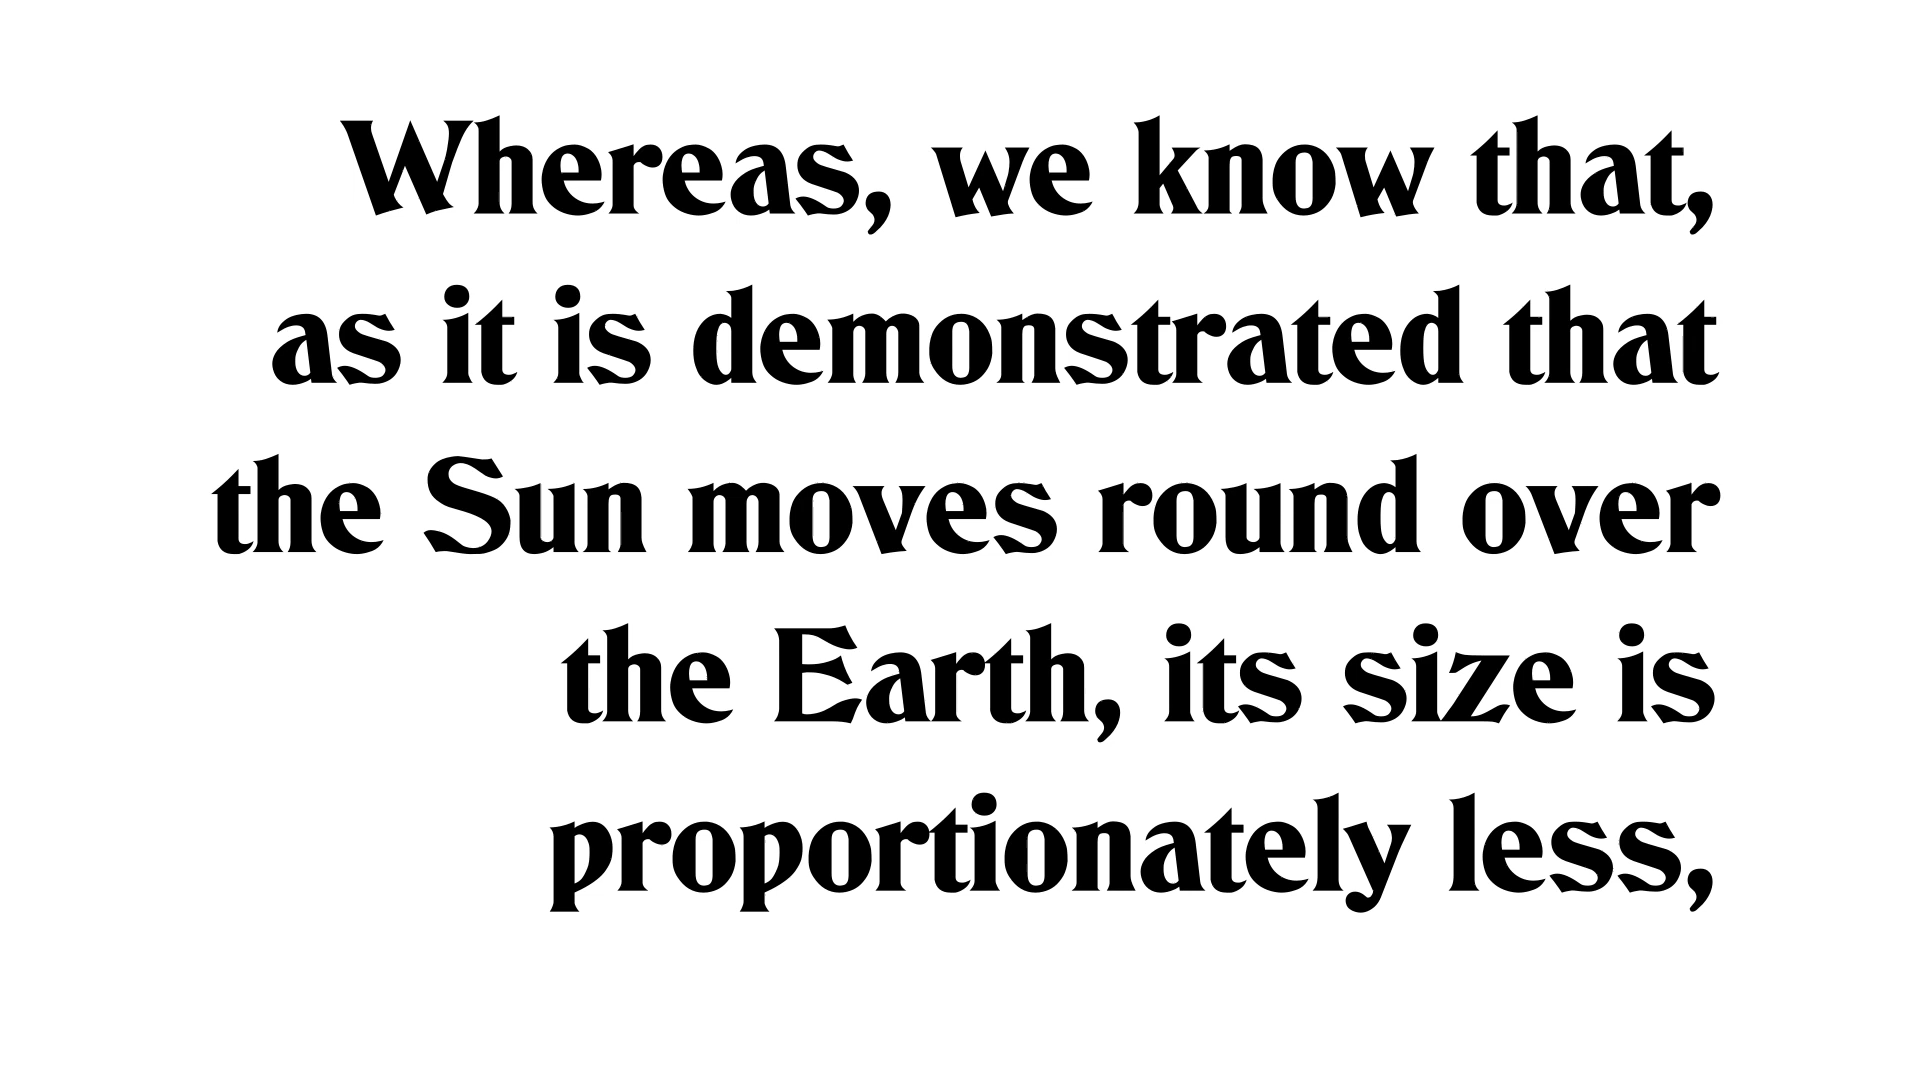 Whereas, we know that,
as it is demonstrated that
the Sun moves round over
the Earth, its size is
proportionately less,